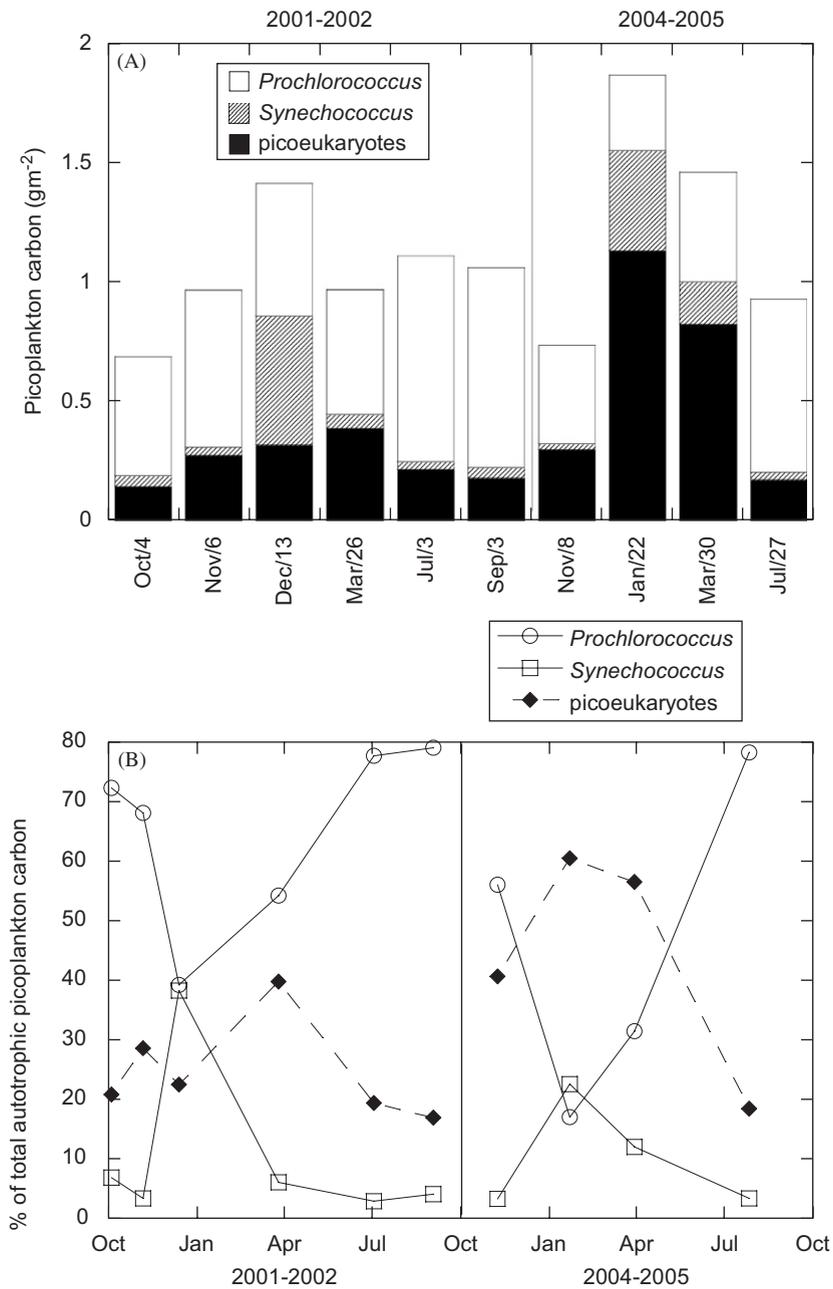 2001-2002 2004-2005
(A)
Prochlorococcus
Synechococcus
picoeukaryotes
Picoplankton carbon (gm-2)
2
1.5
1
0.5
0
Oct/4
Nov/6
Dec/13
Mar/26
Jul/3
Sep/3
Nov/8
Jan/22
Mar/30
Jul/27
Prochlorococcus
Synechococcus
picoeukaryotes
(B)
% of total autotrophic picoplankton carbon
80
70
60
50
40
30
20
10
0
Oct Jan Apr Jul Oct Jan Apr Jul Oct
2001-2002 2004-2005